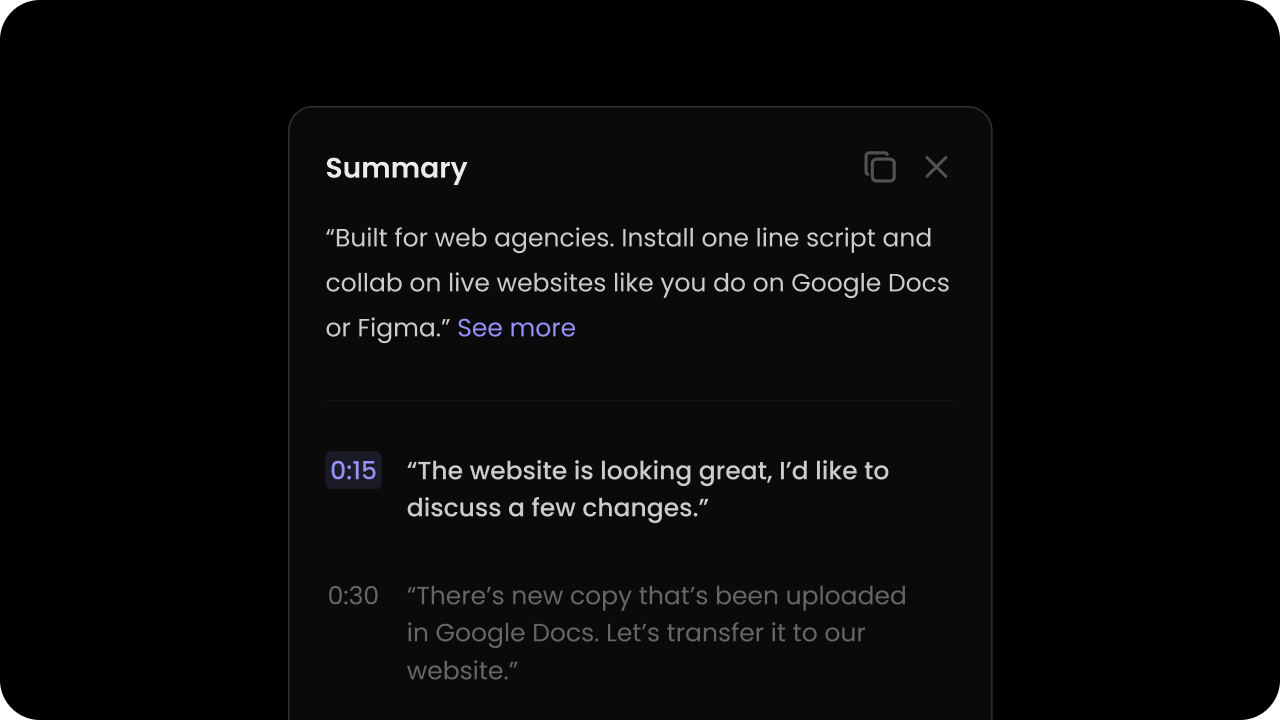 Summary
“Built for web agencies. Install one line script and
collab on live websites like you do on Google Docs
or Figma.” See more
0:15 “The website is looking great, I’d like to
discuss a few changes.”
0:30 “There’s new copy that’s been uploaded
in Google Docs. Let’s transfer it to our
website.”